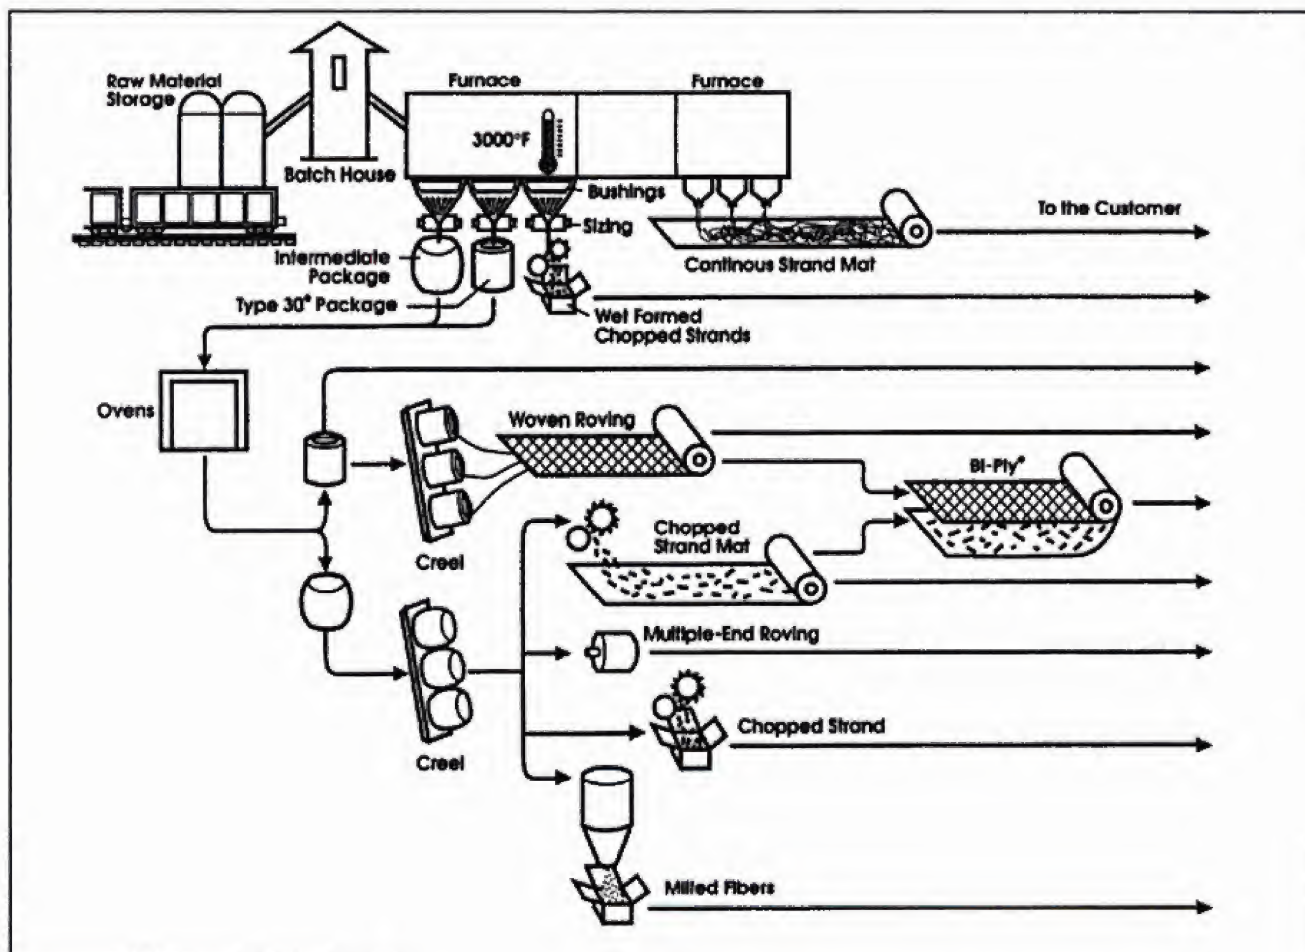 Raw Material
Storage
Furnace
Furnace
3000°F
Batch House
Bushings
Sizing
To the Customer
Intermediate
Package
Continous Strand Mat
Type 30® Package
Wet Formed
Chopped Strands
Ovens
Woven Roving
Bi-Ply®
Chopped
Strand Mat
Creel
Multiple-End Roving
Chopped Strand
Creel
Milled Fibers